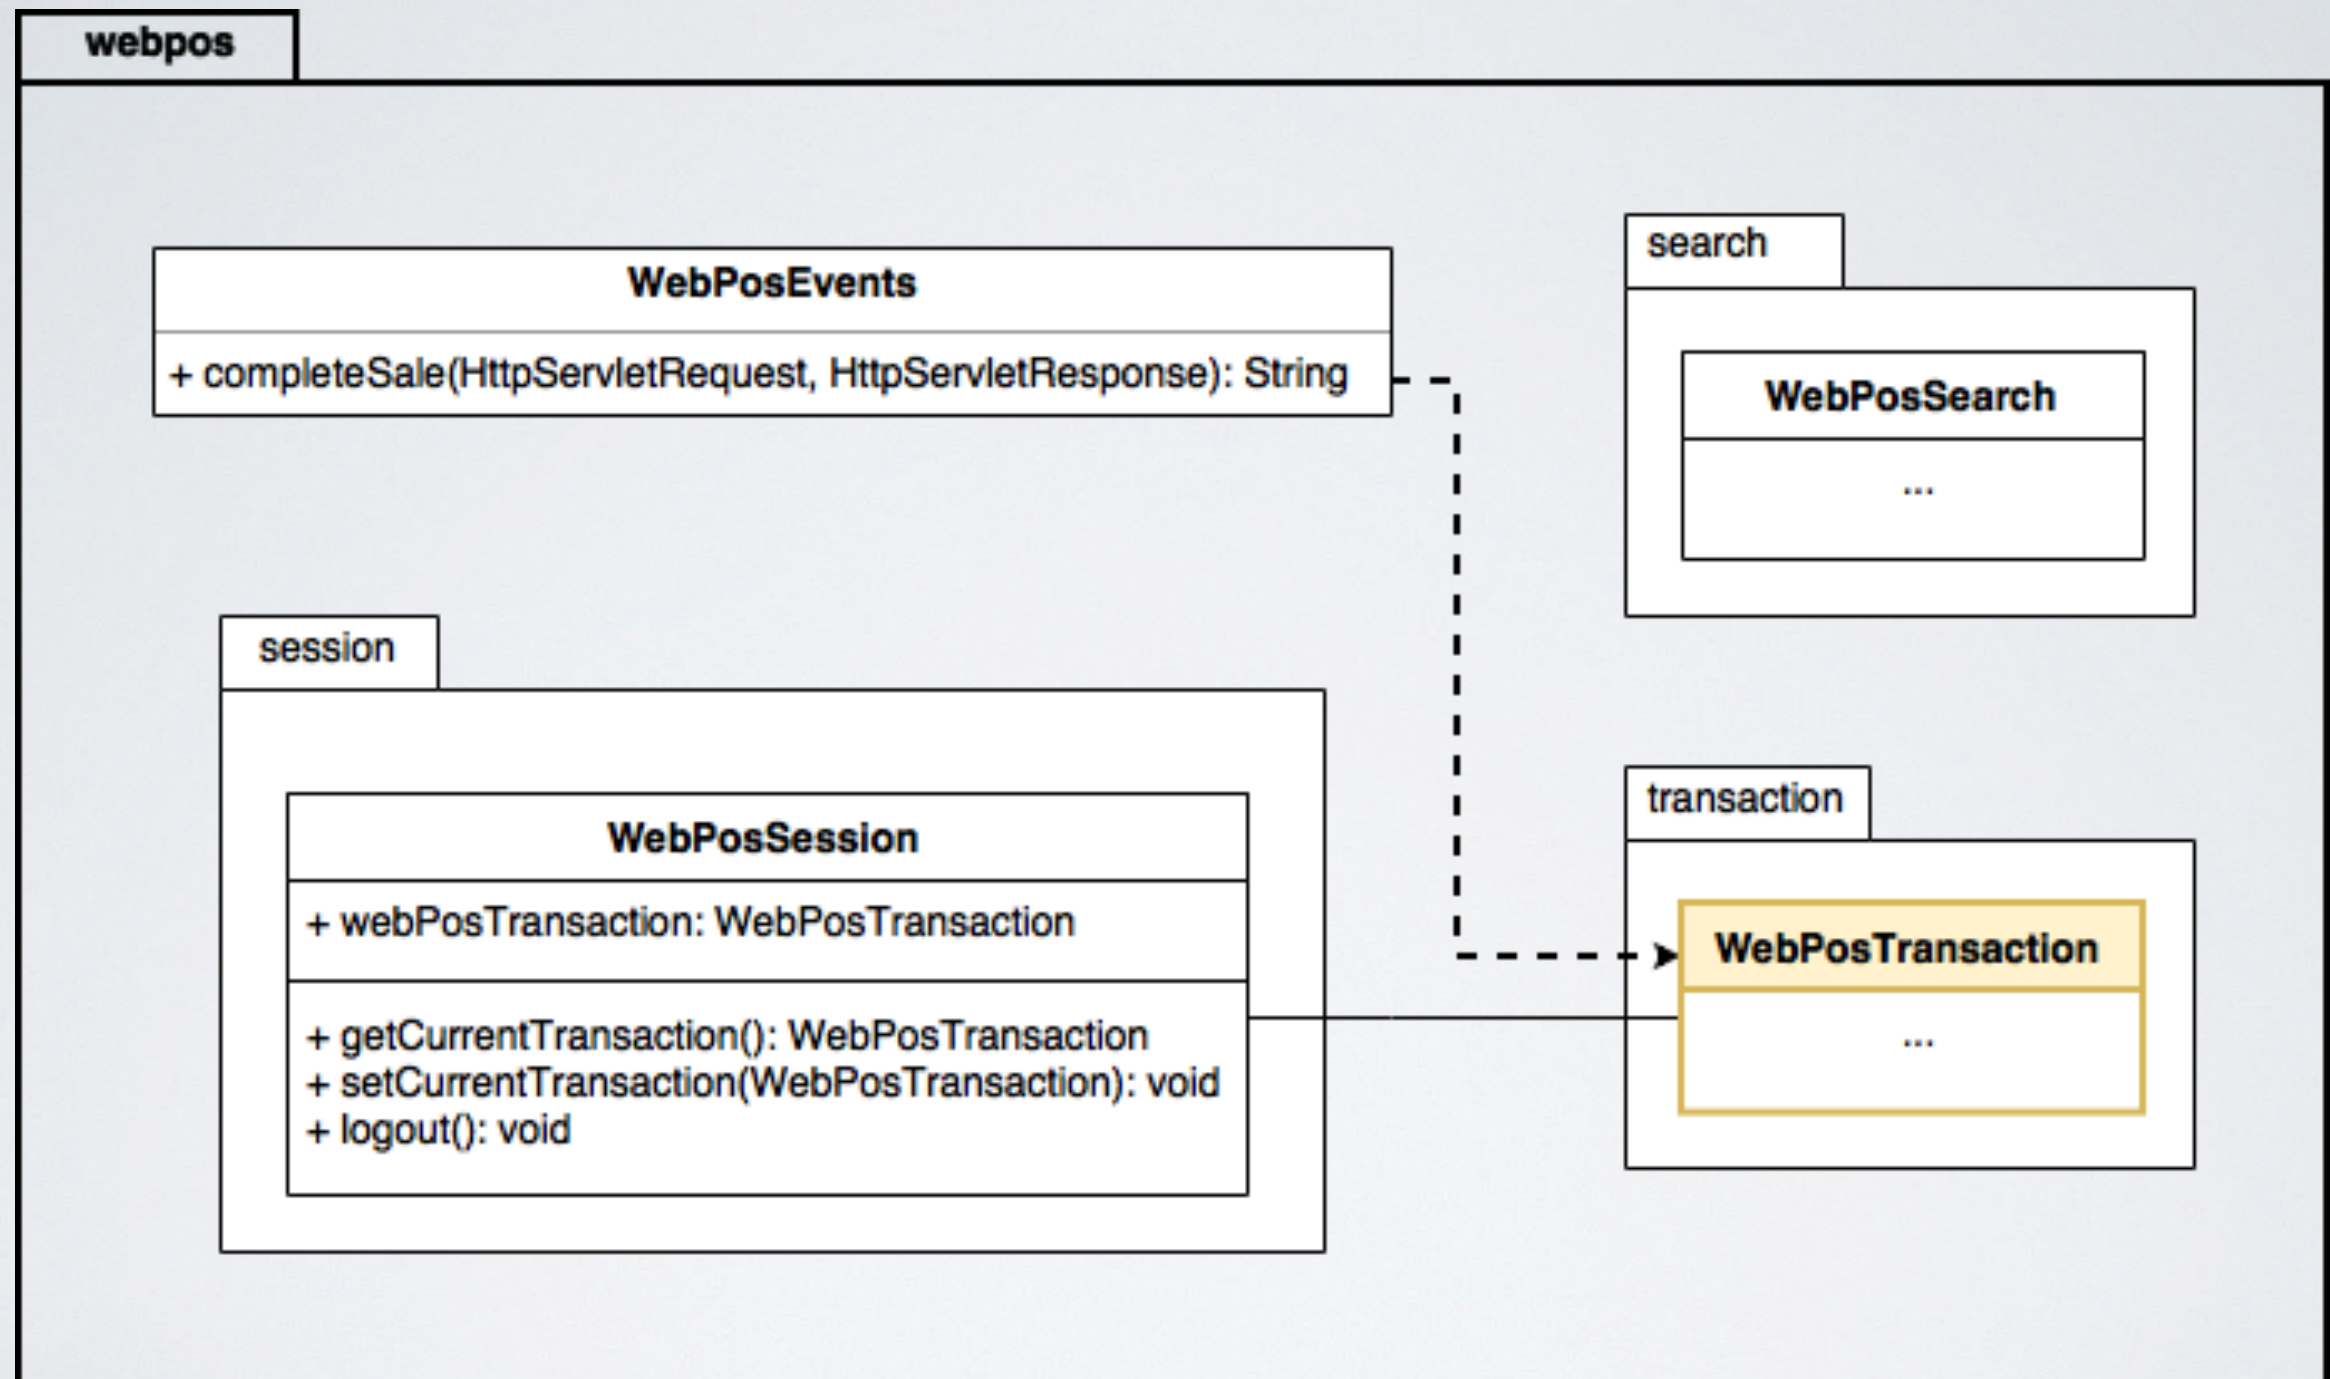 webpos
WebPosEvents
+ completeSale(HttpServletRequest, HttpServletResponse): String
search
WebPosSearch
...
session
WebPosSession
+ webPosTransaction: WebPosTransaction
+ getCurrentTransaction(): WebPosTransaction
+ setCurrentTransaction(WebPosTransaction): void
+ logout(): void
transaction
WebPosTransaction
...